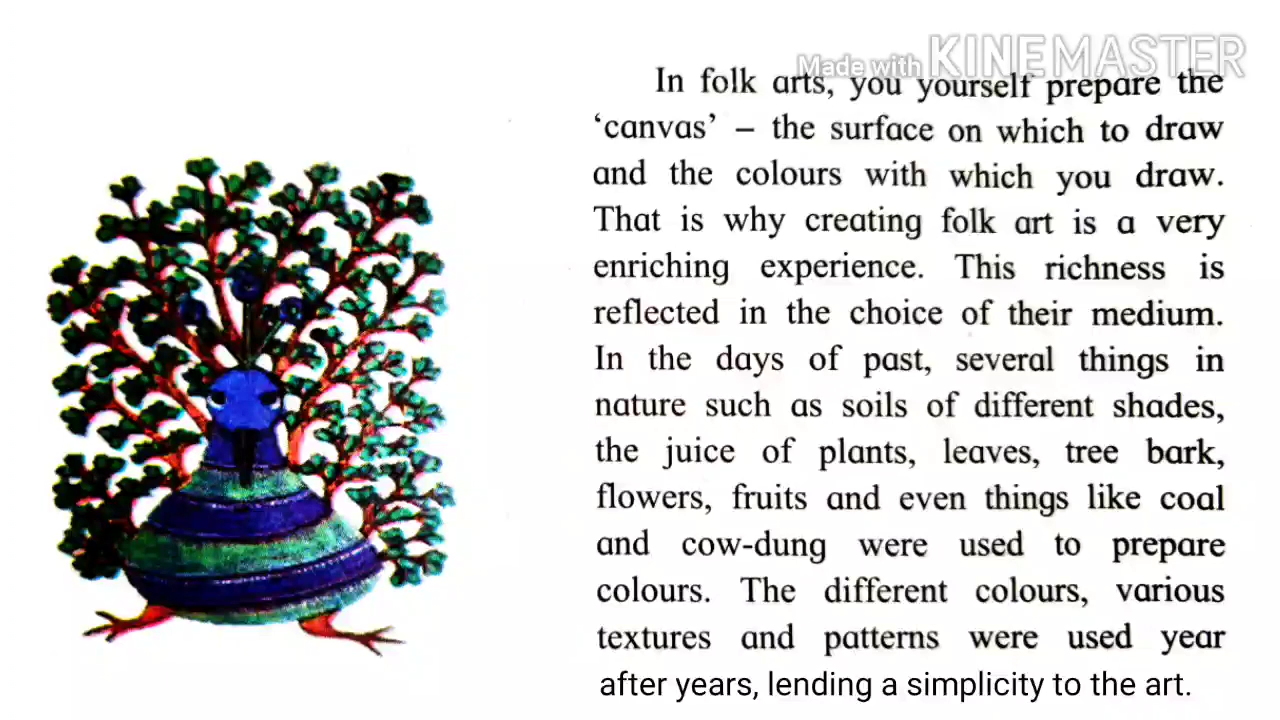 Made with KINEMASTER
In folk arts, you yourself prepare the
‘canvas’ – the surface on which to draw
and the colours with which you draw.
That is why creating folk art is a very
enriching experience. This richness is
reflected in the choice of their medium.
In the days of past, several things in
nature such as soils of different shades,
the juice of plants, leaves, tree bark,
flowers, fruits and even things like coal
and cow-dung were used to prepare
colours. The different colours, various
textures and patterns were used year
after years, lending a simplicity to the art.